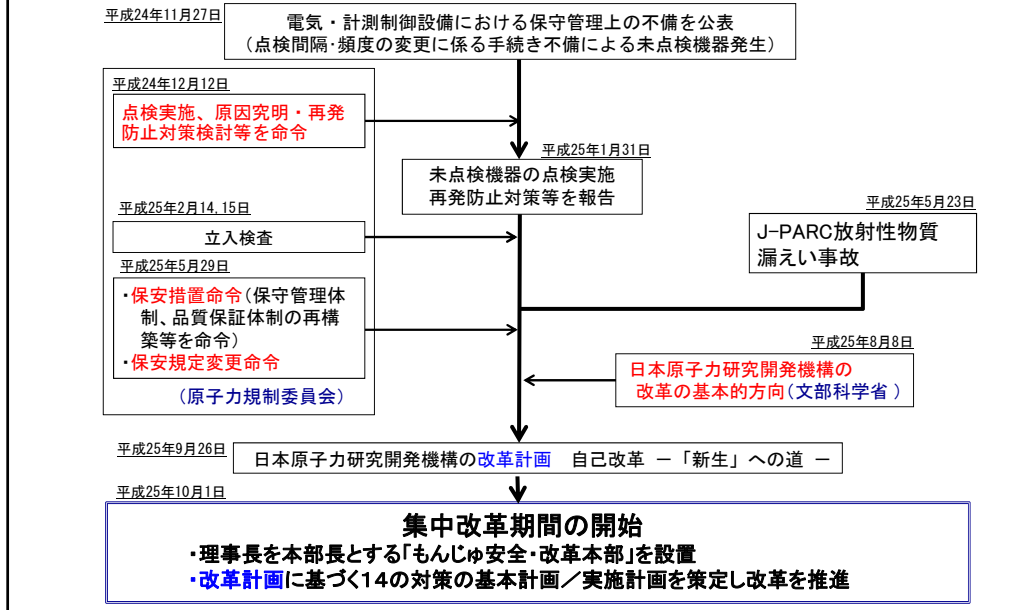 平成24年11月27日
電気・計測制御設備における保守管理上の不備を公表
（点検間隔・頻度の変更に係る手続き不備による未点検機器発生）
平成24年12月12日
点検実施、原因究明・再発
防止対策検討等を命令
平成25年1月31日
未点検機器の点検実施
再発防止対策等を報告
平成25年2月14,15日
立入検査
平成25年5月23日
J-PARC放射性物質
漏えい事故
平成25年5月29日
・保安措置命令（保守管理体
制、品質保証体制の再構
築等を命令）
・保安規定変更命令
（原子力規制委員会）
平成25年8月8日
日本原子力研究開発機構の
改革の基本的方向（文部科学省 ）
平成25年9月26日
日本原子力研究開発機構の改革計画　自己改革 －「新生」への道 －
平成25年10月1日
集中改革期間の開始
・理事長を本部長とする「もんじゅ安全・改革本部」を設置
・改革計画に基づく１４の対策の基本計画／実施計画を策定し改革を推進